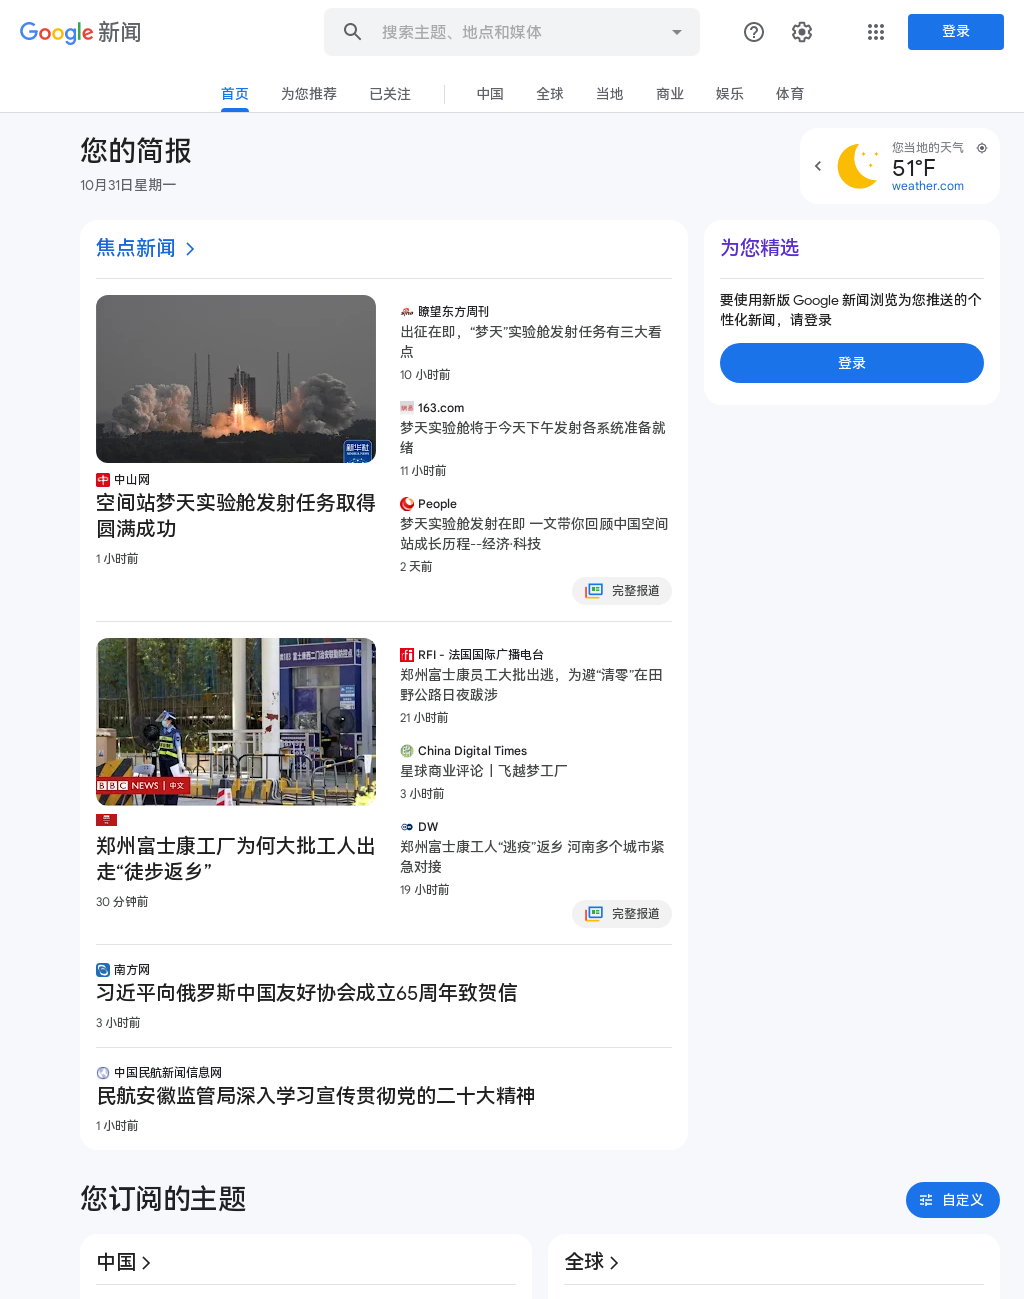 Google 新闻
搜索主题、地点和媒体
登录
首页
为您推荐
已关注
中国
全球
当地
商业
娱乐
体育
您的简报
10月31日星期一
您当地的天气
51°F
weather.com
焦点新闻
新华社
中山网
空间站梦天实验舱发射任务取得
圆满成功
1 小时前
瞭望东方周刊
出征在即，“梦天”实验舱发射任务有三大看
点
10 小时前
163.com
梦天实验舱将于今天下午发射各系统准备就
绪
11 小时前
People
梦天实验舱发射在即 一文带你回顾中国空间
站成长历程--经济·科技
2 天前
完整报道
为您精选
要使用新版 Google 新闻浏览为您推送的个
性化新闻，请登录
登录
BBC NEWS | 中文
郑州富士康工厂为何大批工人出
走“徒步返乡”
30 分钟前
RFI - 法国国际广播电台
郑州富士康员工大批出逃，为避“清零”在田
野公路日夜跋涉
21 小时前
China Digital Times
星球商业评论丨飞越梦工厂
3 小时前
DW
郑州富士康工人“逃疫”返乡 河南多个城市紧
急对接
19 小时前
完整报道
南方网
习近平向俄罗斯中国友好协会成立65周年致贺信
3 小时前
中国民航新闻信息网
民航安徽监管局深入学习宣传贯彻党的二十大精神
1 小时前
您订阅的主题
自定义
中国
全球